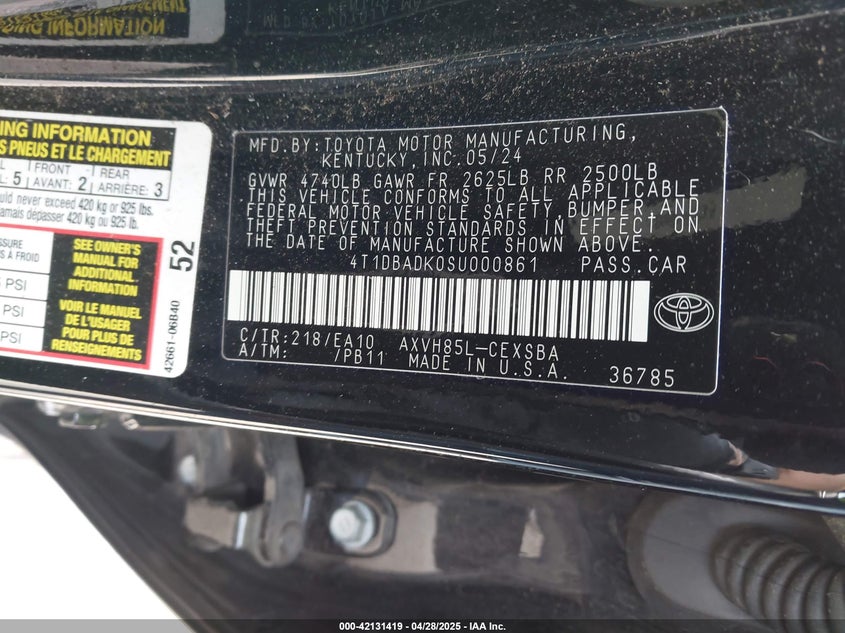 NG INFORMATION
S PNEUS ET LE CHARGEMENT
FRONT
REAR
5 AVANT: 2 ARRIÈRE: 3
uld never exceed 420 kg or 925 lbs.
amais dépasser 420 kg ou 925 lb.
À FROID
PSI
PSI
PSI
SEE OWNER'S
MANUAL FOR
ADDITIONAL
INFORMATION
VOIR LE MANUEL
DE L'USAGER
POUR PLUS DE
RENSEIGNEMENTS
52
42661-06B40
MFD.BY:TOYOTA MOTOR MANUFACTURING,
KENTUCKY,INC.05/24
GVWR 4740LB GAWR FR 2625LB RR 2500LB
THIS VEHICLE CONFORMS TO ALL APPLICABLE
FEDERAL MOTOR VEHICLE SAFETY,BUMPER,AND
THEFT PREVENTION STANDARDS IN EFFECT ON
THE DATE OF MANUFACTURE SHOWN ABOVE.
4T1DBADK0SU000861 PASS.CAR
C/TR:218/EA10 AXVH85L-CEXSBA
A/TM: /PB11 MADE IN U.S.A. 36785
000-42131419 - 04/28/2025 - IAA Inc.